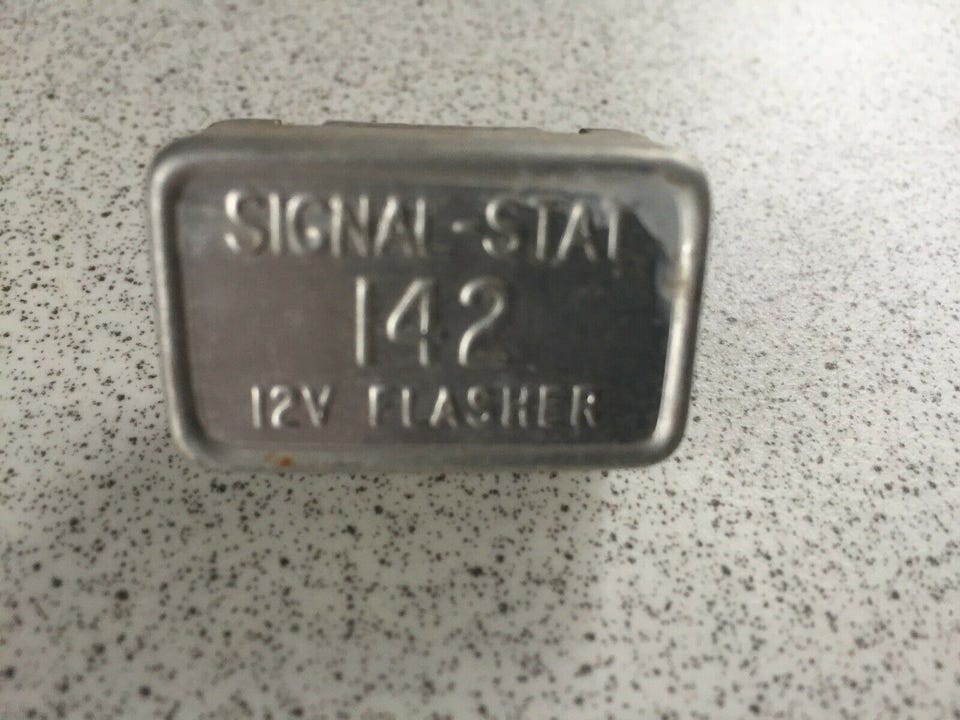 SIGNAL-STAT
142
12V FLASHER